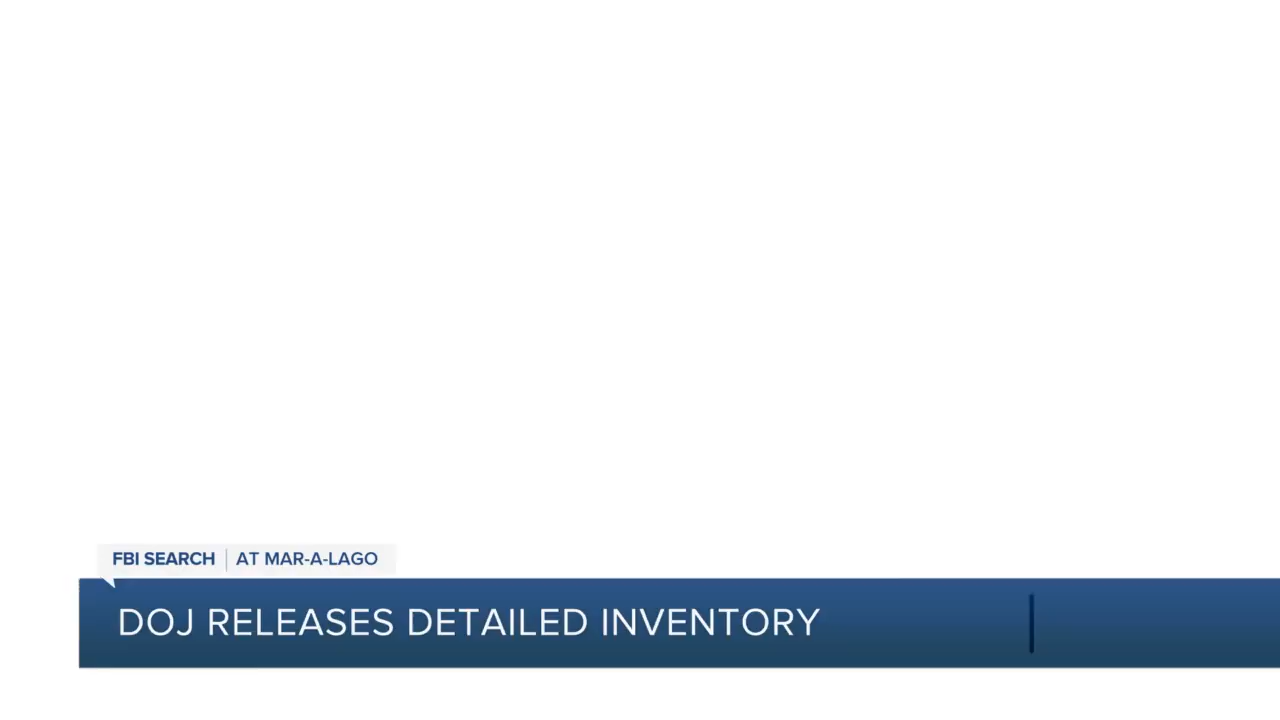 FBI SEARCH | AT MAR-A-LAGO
DOJ RELEASES DETAILED INVENTORY